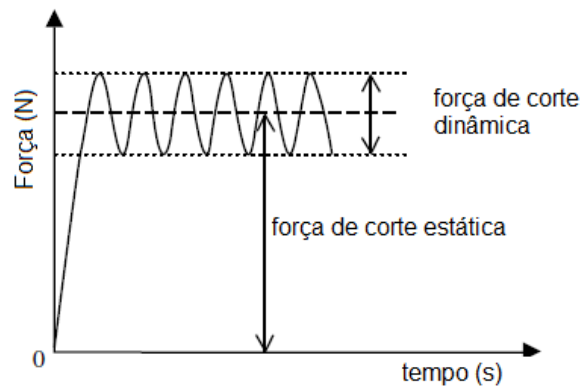 Força (N)
força de corte
dinâmica
força de corte estática
0
tempo (s)